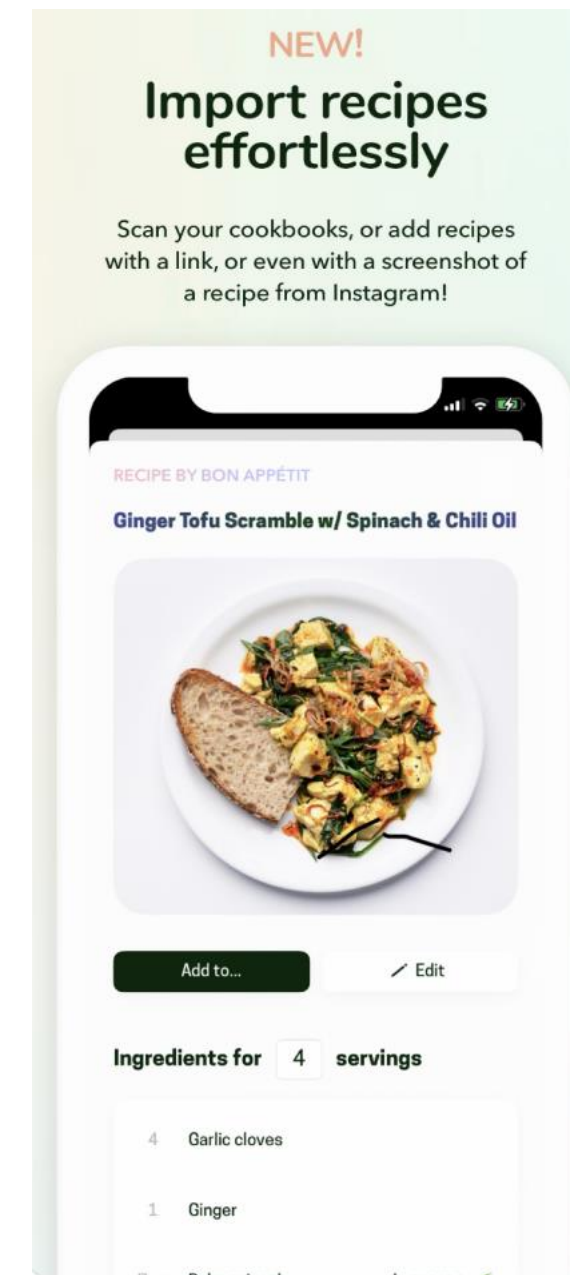 NEW!
Import recipes
effortlessly
Scan your cookbooks, or add recipes
with a link, or even with a screenshot of
a recipe from Instagram!
RECIPE BY BON APPÉTIT
Ginger Tofu Scramble w/ Spinach & Chili Oil
Add to...
Edit
Ingredients for 4 servings
4 Garlic cloves
1 Ginger